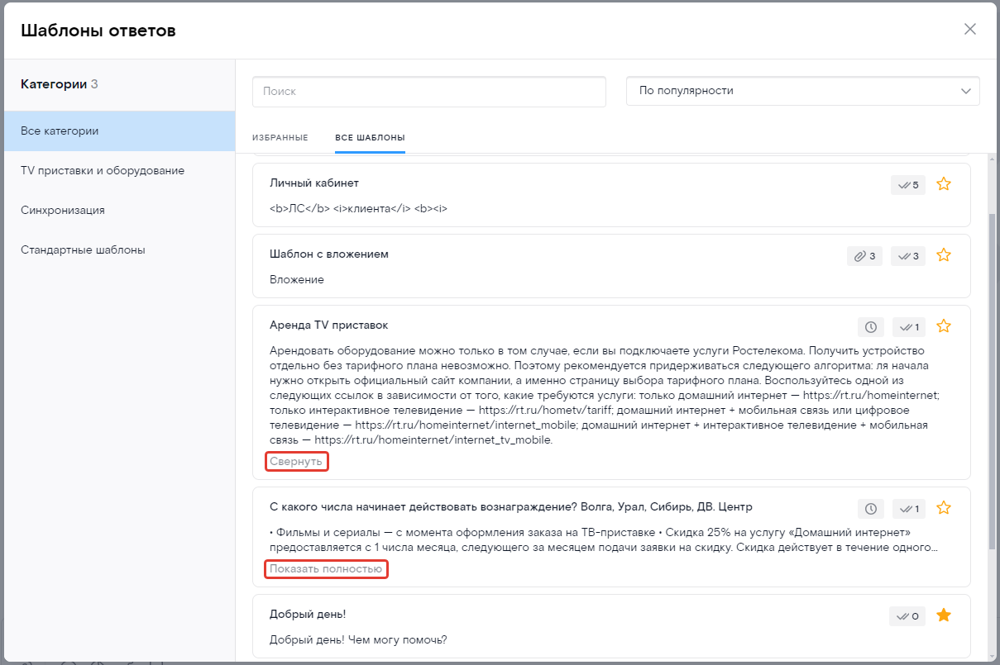 Шаблоны ответов
Категории 3
Все категории
TV приставки и оборудование
Синхронизация
Стандартные шаблоны
Поиск
По популярности
ИЗБРАННЫЕ
ВСЕ ШАБЛОНЫ
Личный кабинет
5
<b>ЛС</b> <i>клиента</i> <b><i>
Шаблон с вложением
3
3
Вложение
Аренда TV приставок
1
Арендовать оборудование можно только в том случае, если вы подключаете услуги Ростелекома. Получить устройство
отдельно без тарифного плана невозможно. Поэтому рекомендуется придерживаться следующего алгоритма: ля начала
нужно открыть официальный сайт компании, а именно страницу выбора тарифного плана. Воспользуйтесь одной из
следующих ссылок в зависимости от того, какие требуются услуги: только домашний интернет — https://rt.ru/homeinternet;
только интерактивное телевидение — https://rt.ru/hometv/tariff; домашний интернет + мобильная связь или цифровое
телевидение — https://rt.ru/homeinternet/internet_mobile; домашний интернет + интерактивное телевидение + мобильная
связь — https://rt.ru/homeinternet/internet_tv_mobile.
Свернуть
С какого числа начинает действовать вознаграждение? Волга, Урал, Сибирь, ДВ. Центр
1
• Фильмы и сериалы — с момента оформления заказа на ТВ-приставке • Скидка 25% на услугу «Домашний интернет»
предоставляется с 1 числа месяца, следующего за месяцем подачи заявки на скидку. Скидка действует в течение одного...
Показать полностью
Добрый день!
0
Добрый день! Чем могу помочь?